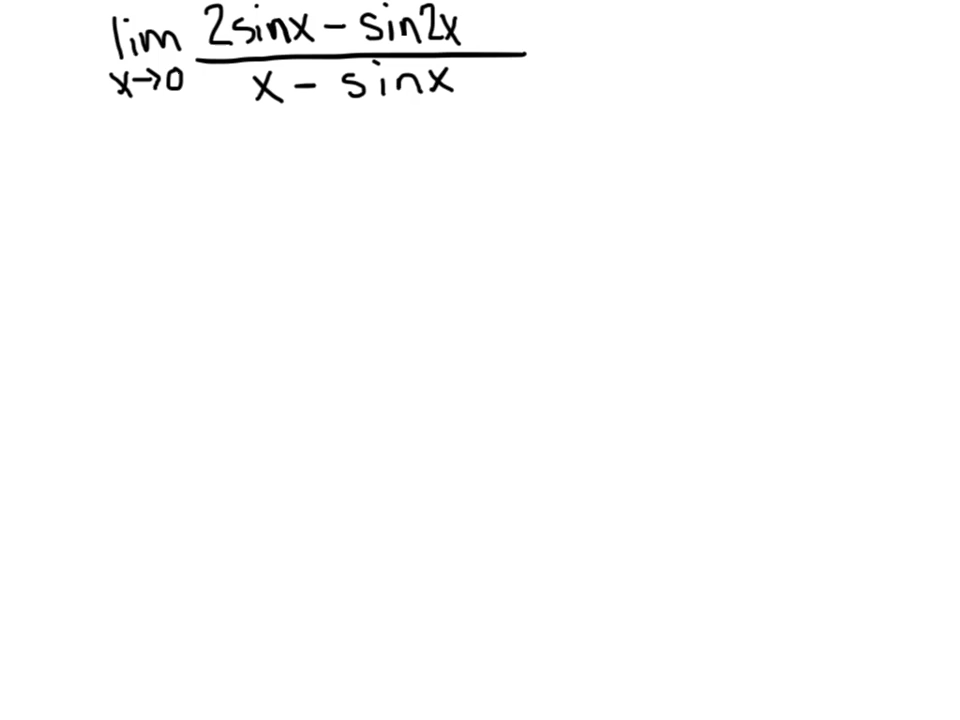 lim 2sinx - sin2x
x→0 x - sinx